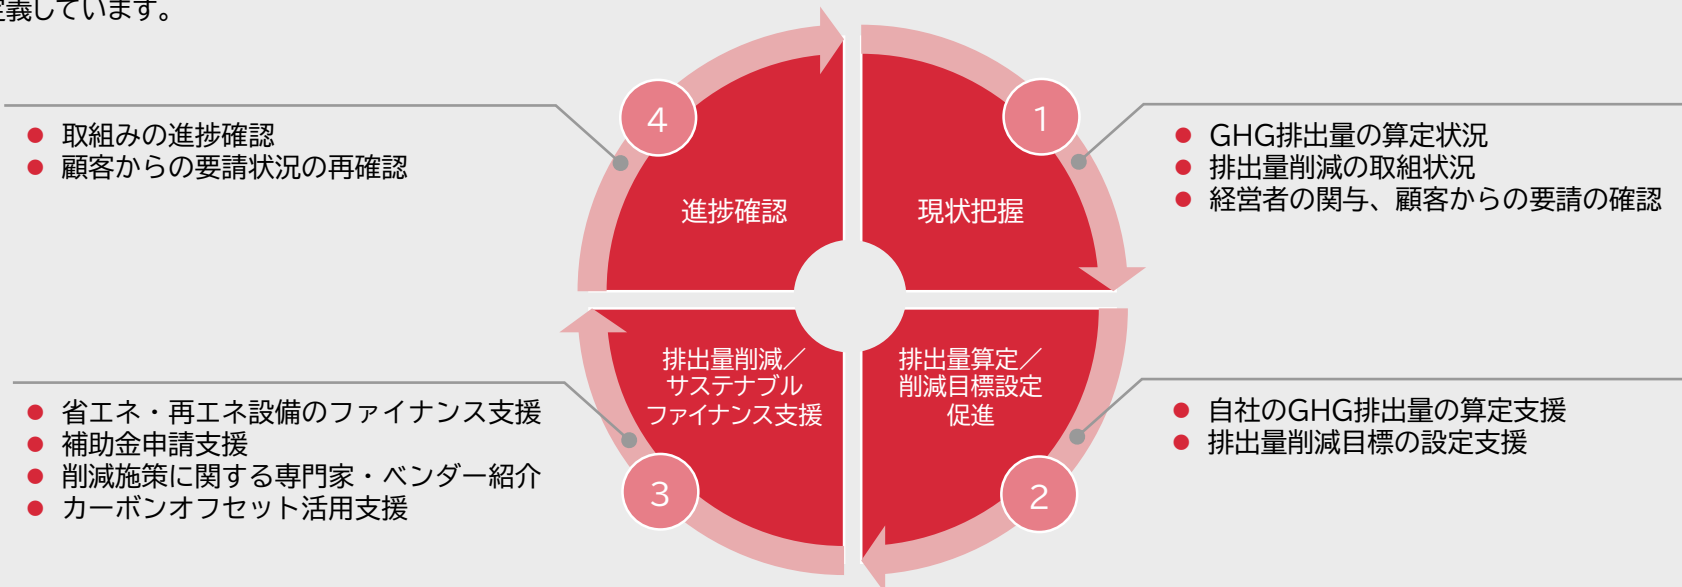 定義しています。
4
● 取組みの進捗確認
● 顧客からの要請状況の再確認
進捗確認
1
● GHG排出量の算定状況
● 排出量削減の取組状況
● 経営者の関与、顧客からの要請の確認
現状把握
排出量算定／
削減目標設定
促進
2
● 自社のGHG排出量の算定支援
● 排出量削減目標の設定支援
排出量削減／
サステナブル
ファイナンス支援
3
● 省エネ・再エネ設備のファイナンス支援
● 補助金申請支援
● 削減施策に関する専門家・ベンダー紹介
● カーボンオフセット活用支援